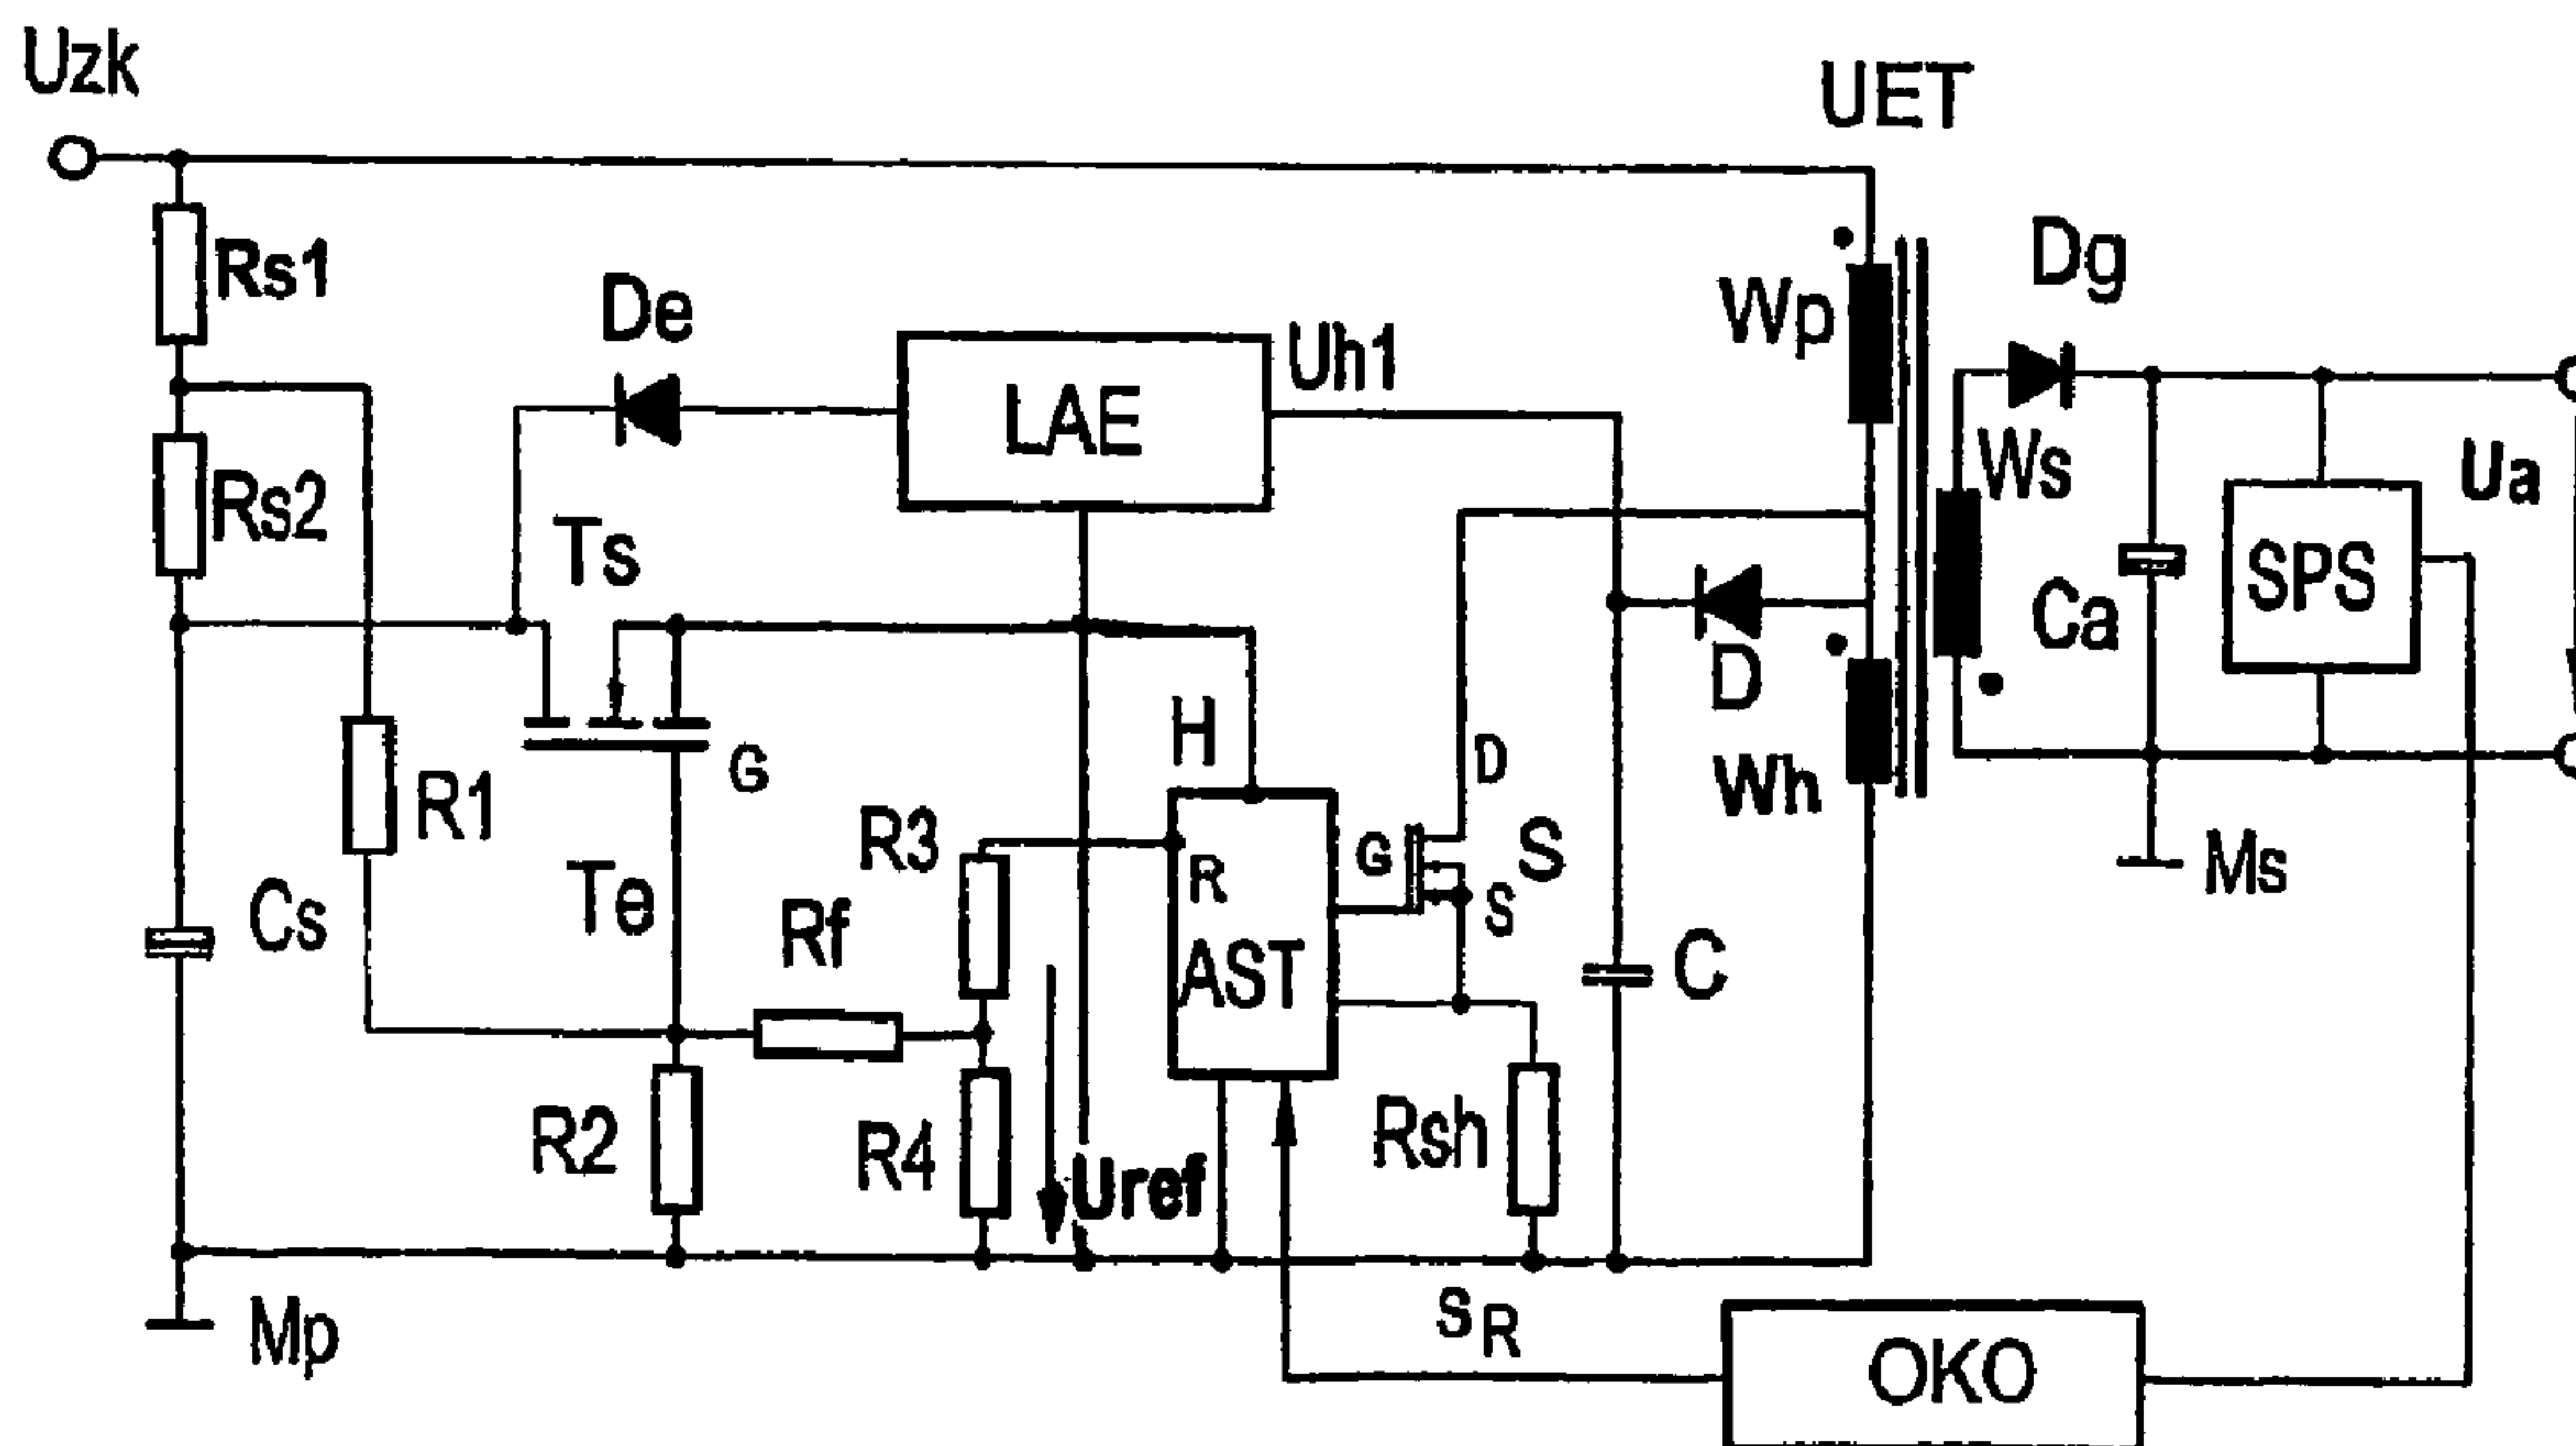 Uzk
UET
Rs1
De
LAE
Uh1
Wp
Dg
Rs2
Ts
Ws
Ua
SPS
Ca
D
G
H
D
Wh
R1
R3
R
G
S
S
Ms
Cs
Te
Rf
AST
C
R2
R4
Uref
Rsh
Mp
SR
OKO